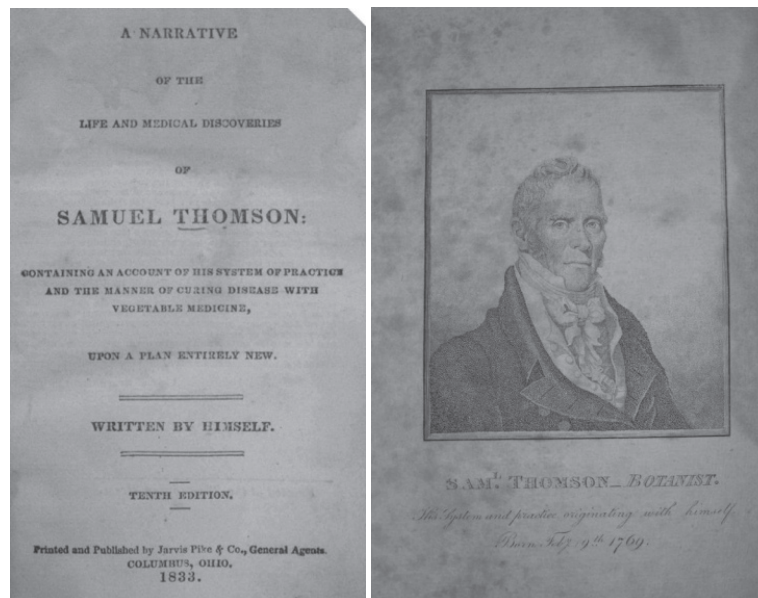 A NARRATIVE
OF THE
LIFE AND MEDICAL DISCOVERIES
OF
SAMUEL THOMSON:
CONTAINING AN ACCOUNT OF HIS SYSTEM OF PRACTICE
AND THE MANNER OF CURING DISEASE WITH
VEGETABLE MEDICINE,
UPON A PLAN ENTIRELY NEW.
WRITTEN BY HIMSELF.
TENTH EDITION.
Printed and Published by Jarvis Pike & Co., General Agents.
COLUMBUS, OHIO.
1833.
SAML. THOMSON_ BOTANIST.
His System and practice originating with himself.
Born Feby 9th 1769.